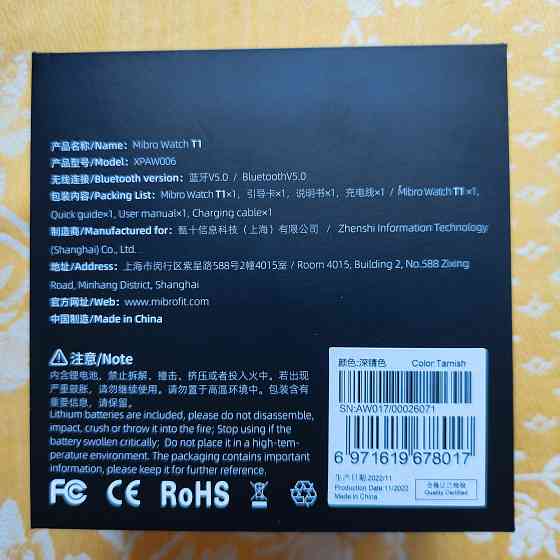 产品名称/Name: Mibro Watch T1
产品型号/Model: XPAW006
无线连接/Bluetooth version: 蓝牙V5.0 / BluetoothV5.0
包装内容/Packing List: Mibro Watch T1×1, 引导卡×1, 说明书×1, 充电线×1 / Mibro Watch T1 ×1,
Quick guide×1, User manual×1, Charging cable×1
制造商/Manufactured for: 甄十信息科技（上海）有限公司 / Zhenshi Information Technology
(Shanghai) Co., Ltd.
地址/Address: 上海市闵行区紫星路588号2幢4015室 / Room 4015, Building 2, No.588 Zixing
Road, Minhang District, Shanghai
官方网址/Web: www.mibrofit.com
中国制造/Made in China
注意/Note
内含锂电池，禁止拆解、撞击、挤压或者投入火中。若出现
严重鼓胀，请勿继续使用。请勿置于高温环境中。包装含有
重要信息，请保留。
Lithium batteries are included, please do not disassemble,
impact, crush or throw it into the fire; Stop using if the
battery swollen critically; Do not place it in a high-tem-
perature environment. The packaging contains important
information, please keep it for further reference.
FC CE RoHS
颜色:深锖色 Color:Tarnish
SN:AW017/00026071
6 971619 678017
生产日期:2022/11
Production Date:11/2022
Made in China
Quality Certified